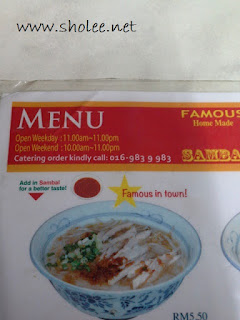 www.sholee.net
MENU
Open Weekday : 11.00am~11.00pm
Open Weekend : 10.00am~11.00pm
Catering order kindly call: 016-983 9 983
FAMOUS
Home Made
SAMBA
Add in Sambal
for a better taste!
Famous in town!
RM5.50